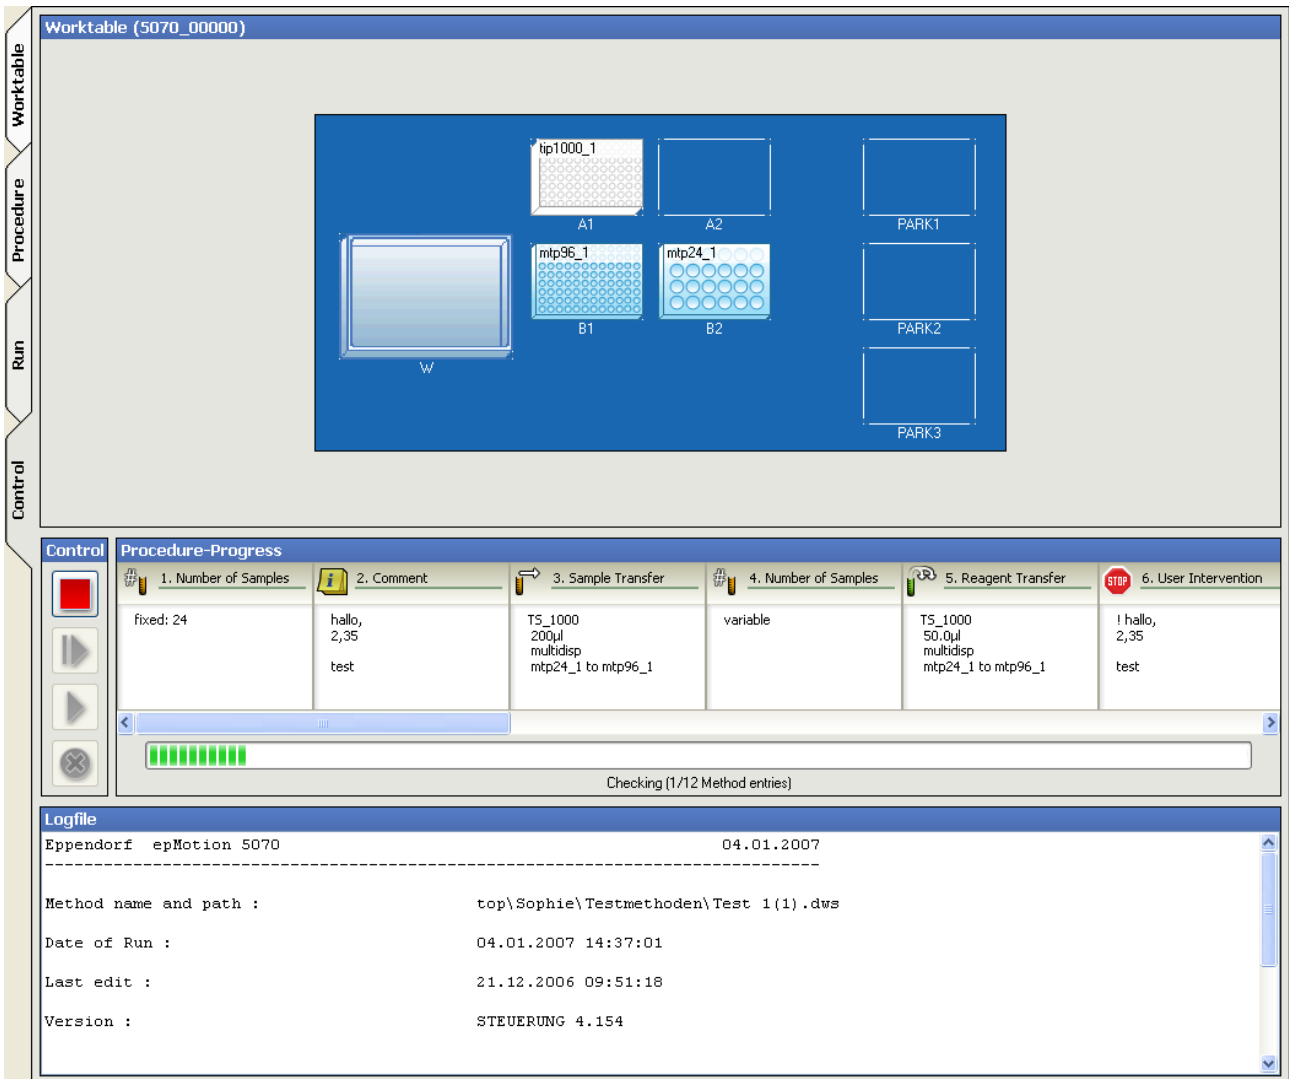 Worktable (5070_00000)
Worktable
Procedure
Run
Control
tip1000_1
A1
A2
PARK1
mtp96_1
mtp24_1
B1
B2
PARK2
W
PARK3
Control
Procedure-Progress
1. Number of Samples
2. Comment
3. Sample Transfer
4. Number of Samples
5. Reagent Transfer
STOP
6. User Intervention
fixed: 24
hallo,
2,35
test
TS_1000
200µl
multidisp
mtp24_1 to mtp96_1
variable
TS_1000
50.0µl
multidisp
mtp24_1 to mtp96_1
! hallo,
2,35
test
Checking (1/12 Method entries)
Logfile
Eppendorf epMotion 5070 04.01.2007
--------------------------------------------------------------------------------
Method name and path : top\Sophie\Testmethoden\Test 1(1).dws
Date of Run : 04.01.2007 14:37:01
Last edit : 21.12.2006 09:51:18
Version : STEUERUNG 4.154